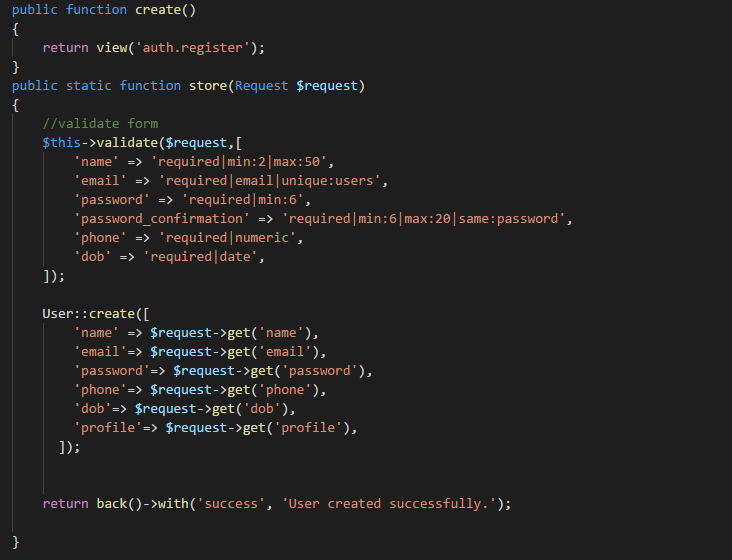 public function create()
{
    return view('auth.register');
}
public static function store(Request $request)
{
    //validate form
    $this->validate($request,[
        'name' => 'required|min:2|max:50',
        'email' => 'required|email|unique:users',
        'password' => 'required|min:6',
        'password_confirmation' => 'required|min:6|max:20|same:password',
        'phone' => 'required|numeric',
        'dob' => 'required|date',
    ]);

    User::create([
        'name' => $request->get('name'),
        'email'=> $request->get('email'),
        'password'=> $request->get('password'),
        'phone'=> $request->get('phone'),
        'dob'=> $request->get('dob'),
        'profile'=> $request->get('profile'),
      ]);


    return back()->with('success', 'User created successfully.');

}